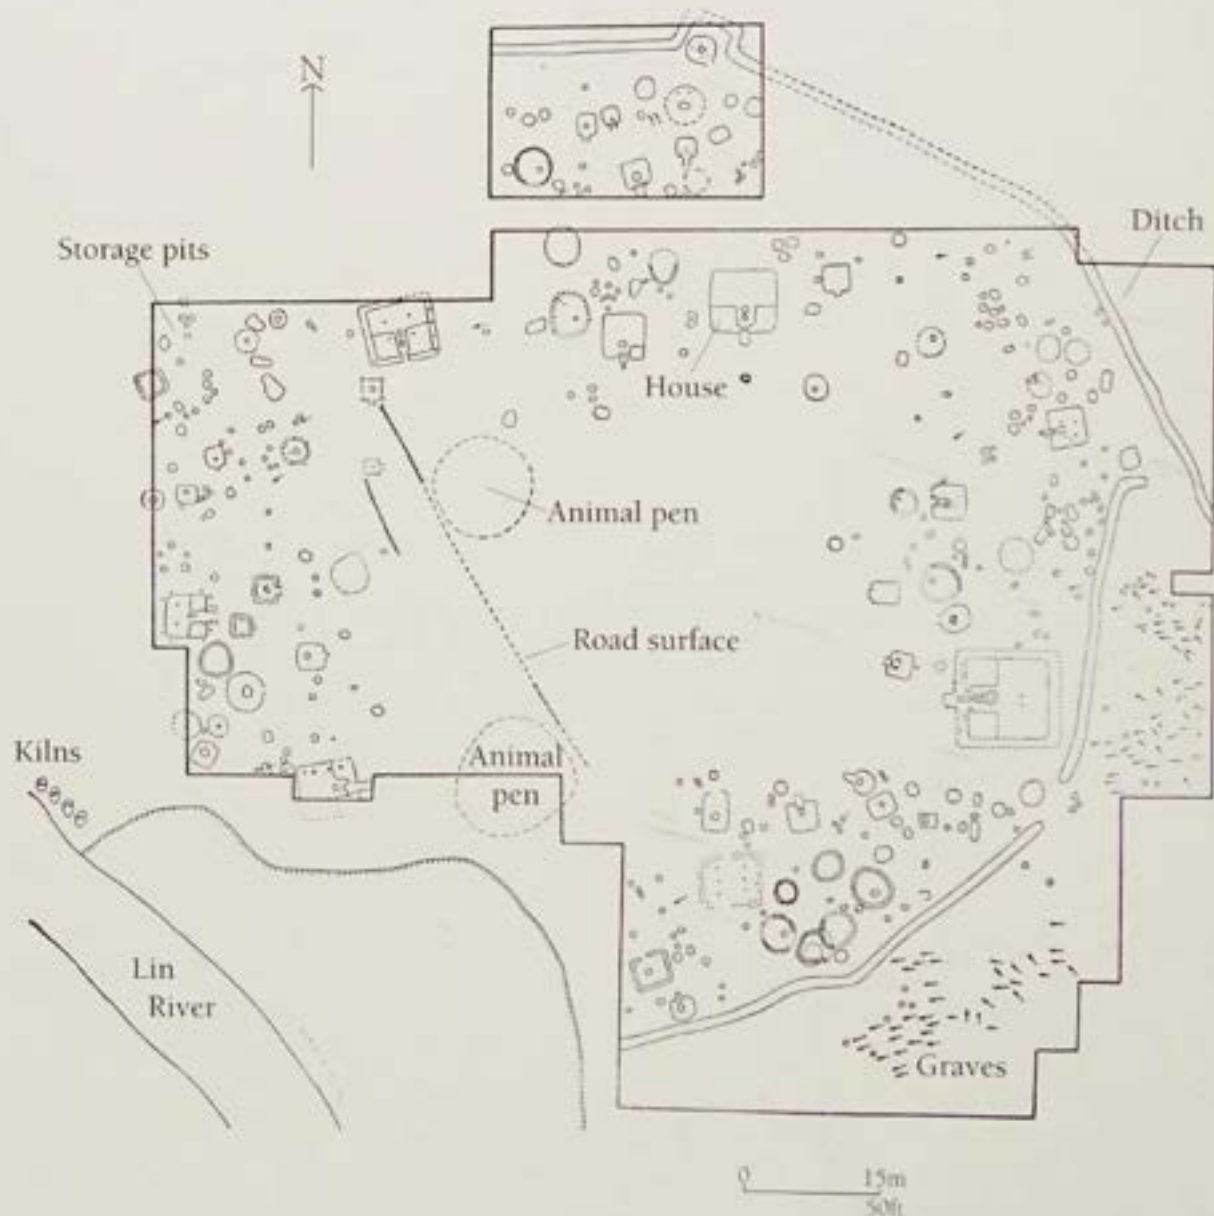 N
Ditch
Storage pits
House
Animal pen
Road surface
Kilns
Animal
pen
Lin
River
Graves
0 15m
50ft